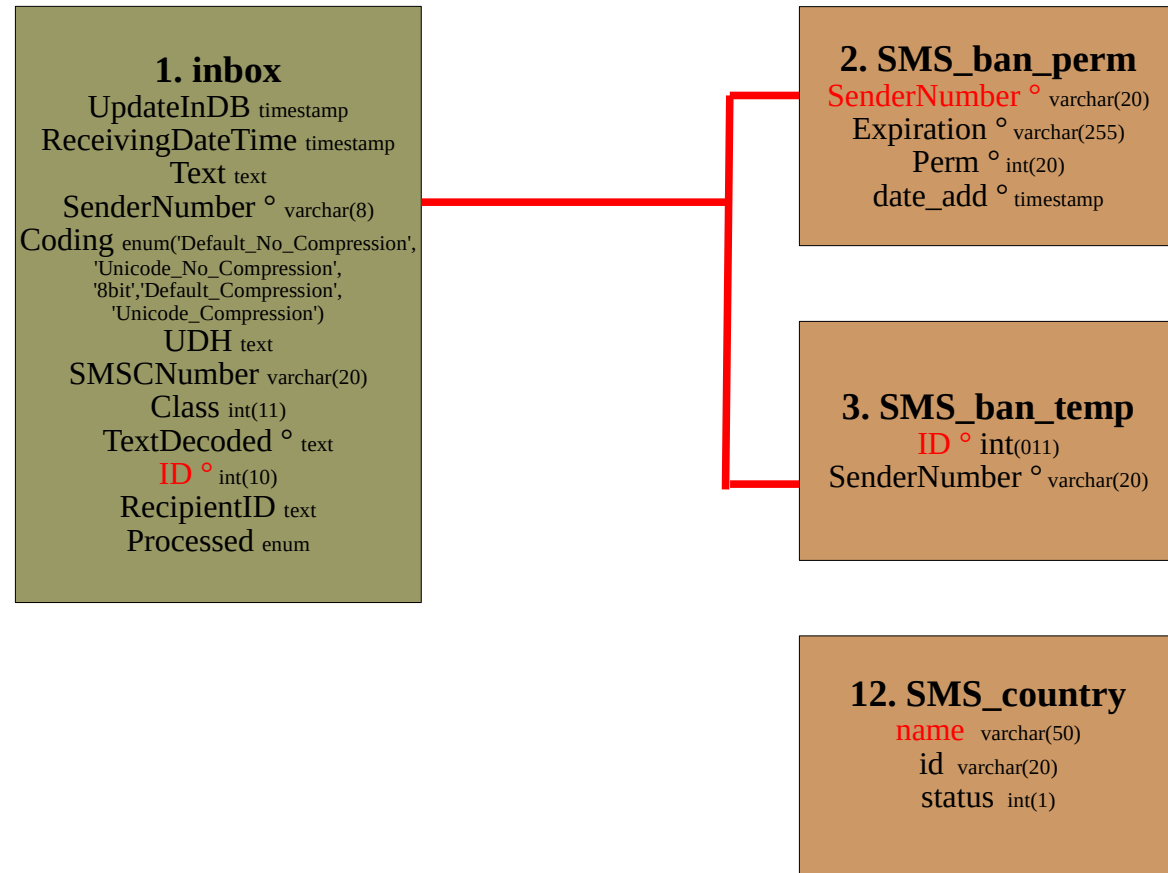 1. inbox
UpdateInDB timestamp
ReceivingDateTime timestamp
Text text
SenderNumber ° varchar(8)
Coding enum('Default_No_Compression',
'Unicode_No_Compression',
'8bit','Default_Compression',
'Unicode_Compression')
UDH text
SMSCNumber varchar(20)
Class int(11)
TextDecoded ° text
ID ° int(10)
RecipientID text
Processed enum
2. SMS_ban_perm
SenderNumber ° varchar(20)
Expiration ° varchar(255)
Perm ° int(20)
date_add ° timestamp
3. SMS_ban_temp
ID ° int(011)
SenderNumber ° varchar(20)
12. SMS_country
name varchar(50)
id varchar(20)
status int(1)